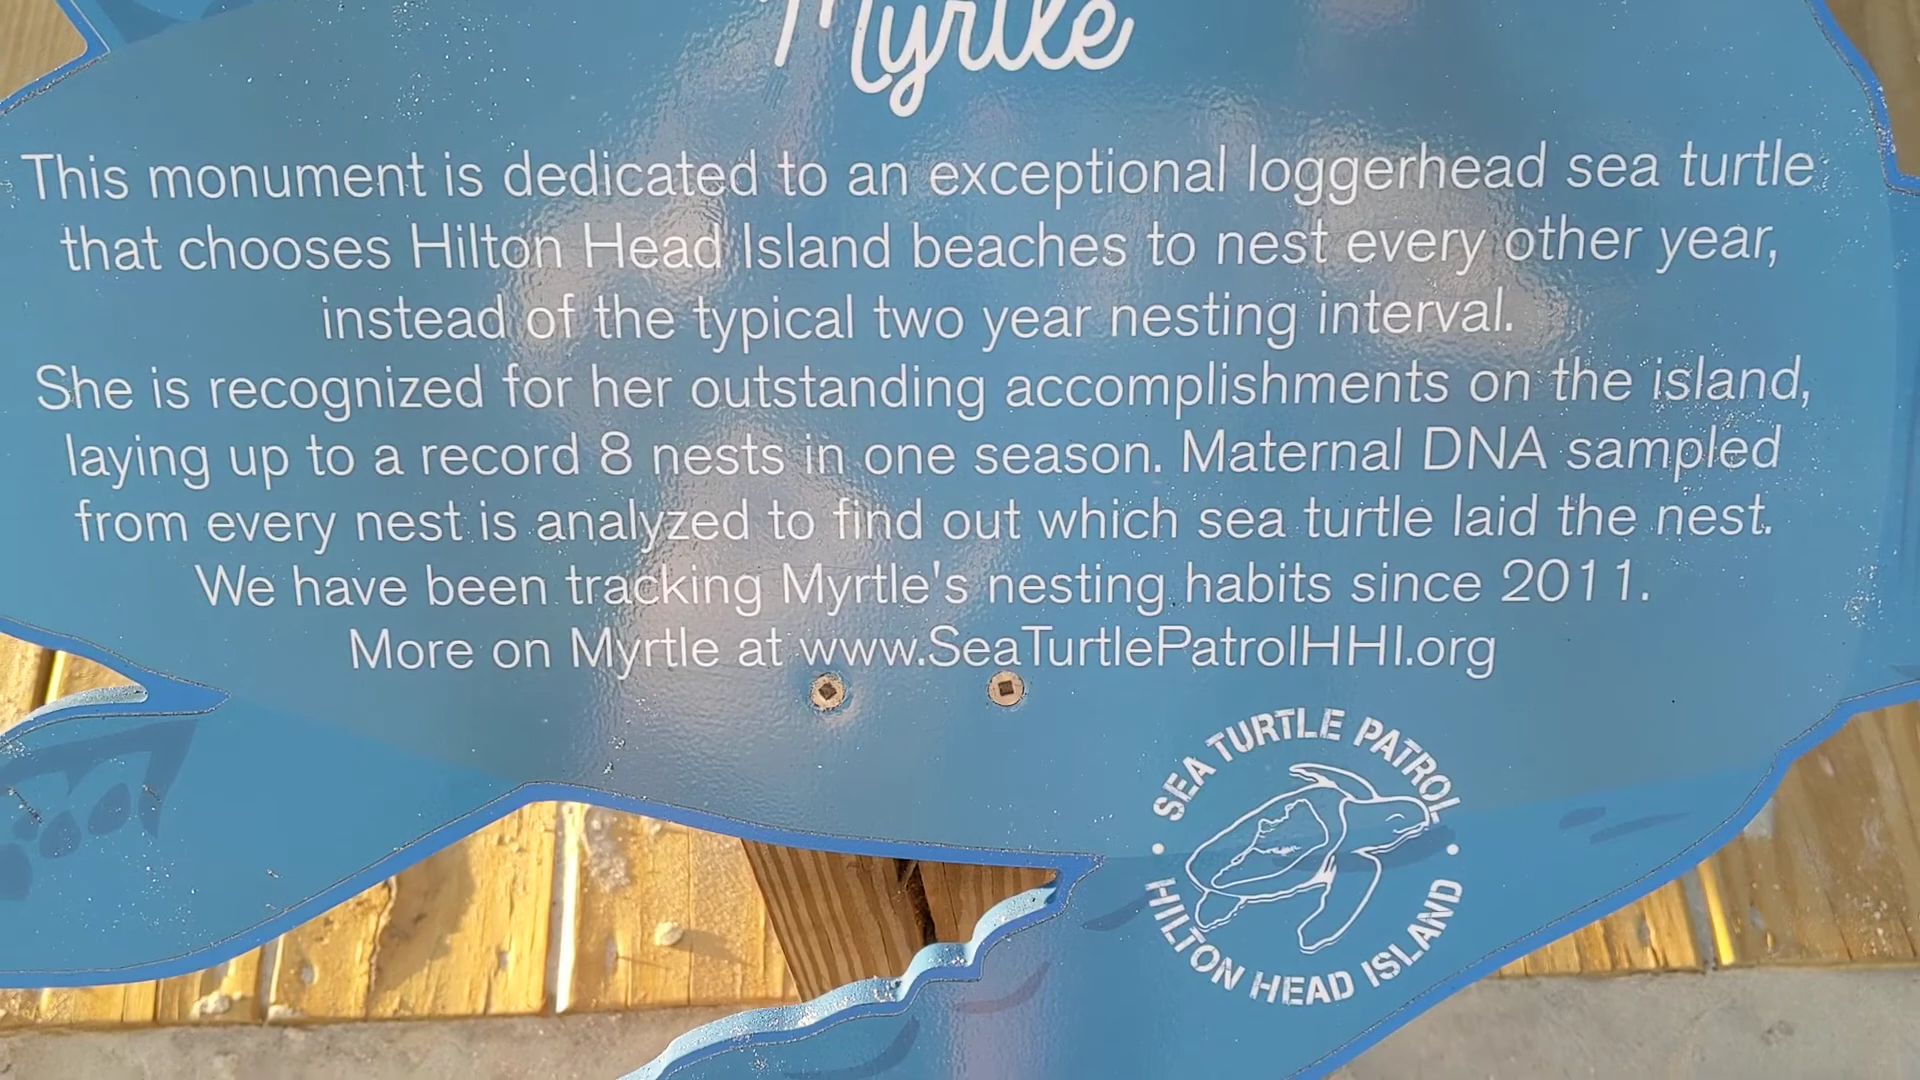 Myrtle
This monument is dedicated to an exceptional loggerhead sea turtle
that chooses Hilton Head Island beaches to nest every other year,
instead of the typical two year nesting interval.
She is recognized for her outstanding accomplishments on the island,
laying up to a record 8 nests in one season. Maternal DNA sampled
from every nest is analyzed to find out which sea turtle laid the nest.
We have been tracking Myrtle's nesting habits since 2011.
More on Myrtle at www.SeaTurtlePatrolHHI.org
SEA TURTLE PATROL
• HILTON HEAD ISLAND •